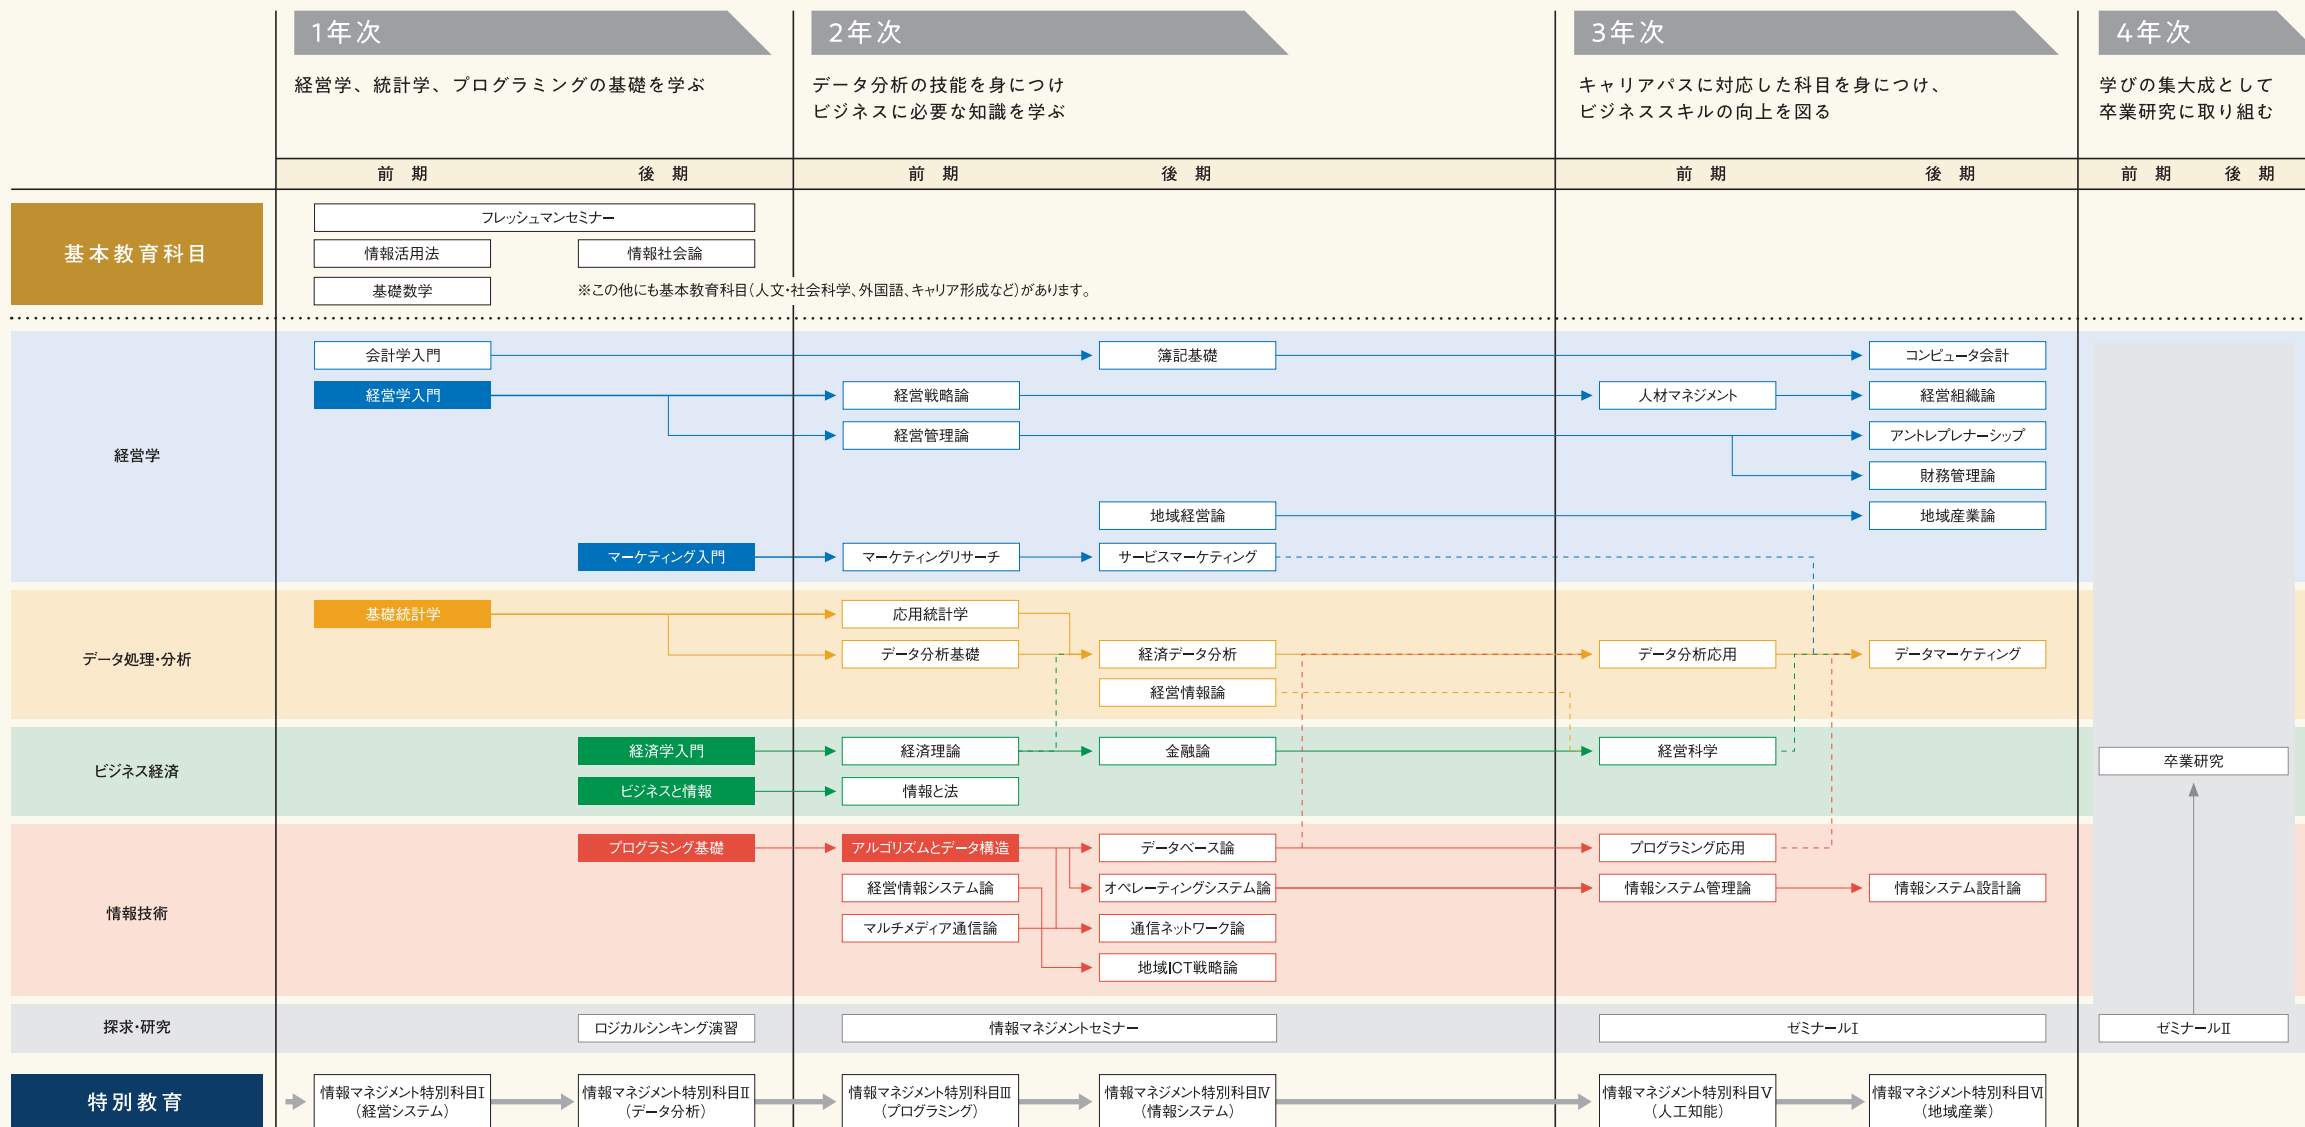 1年次
2年次
3年次
4年次
経営学、統計学、プログラミングの基礎を学ぶ
データ分析の技能を身につけ
ビジネスに必要な知識を学ぶ
キャリアパスに対応した科目を身につけ、
ビジネススキルの向上を図る
学びの集大成として
卒業研究に取り組む
前 期
後 期
前 期
後 期
前 期
後 期
前 期
後 期
基本教育科目
フレッシュマンセミナー
情報活用法
情報社会論
基礎数学
※この他にも基本教育科目(人文・社会科学、外国語、キャリア形成など)があります。
経営学
会計学入門
簿記基礎
コンピュータ会計
経営学入門
経営戦略論
人材マネジメント
経営組織論
経営管理論
アントレプレナーシップ
財務管理論
地域経営論
地域産業論
マーケティング入門
マーケティングリサーチ
サービスマーケティング
データ処理・分析
基礎統計学
応用統計学
データ分析基礎
経済データ分析
データ分析応用
データマーケティング
経営情報論
ビジネス経済
経済学入門
経済理論
金融論
経営科学
卒業研究
ビジネスと情報
情報と法
情報技術
プログラミング基礎
アルゴリズムとデータ構造
データベース論
プログラミング応用
経営情報システム論
オペレーティングシステム論
情報システム管理論
情報システム設計論
マルチメディア通信論
通信ネットワーク論
地域ICT戦略論
探求・研究
ロジカルシンキング演習
情報マネジメントセミナー
ゼミナールⅠ
ゼミナールⅡ
特別教育
情報マネジメント特別科目Ⅰ
(経営システム)
情報マネジメント特別科目Ⅱ
(データ分析)
情報マネジメント特別科目Ⅲ
(プログラミング)
情報マネジメント特別科目Ⅳ
(情報システム)
情報マネジメント特別科目Ⅴ
(人工知能)
情報マネジメント特別科目Ⅵ
(地域産業)